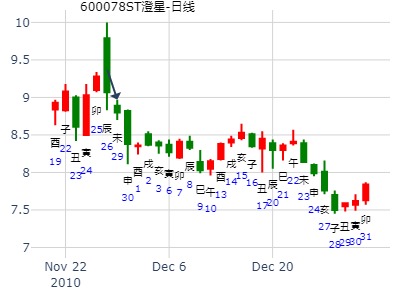 600078ST澄星-日线
10
9.5
9
8.5
8
7.5
7
酉
19
子
22
丑
23
寅
24
卯
25
辰
26
未
29
申
30
酉
1
戌
2
亥
3
寅
6
卯
7
辰
8
巳
9
午
10
酉
13
戌
14
亥
15
子
16
丑
17
辰
20
巳
21
午
22
未
23
申
24
亥
27
子
28
丑
29
寅
30
卯
31
Nov 22
2010
Dec 6
Dec 20